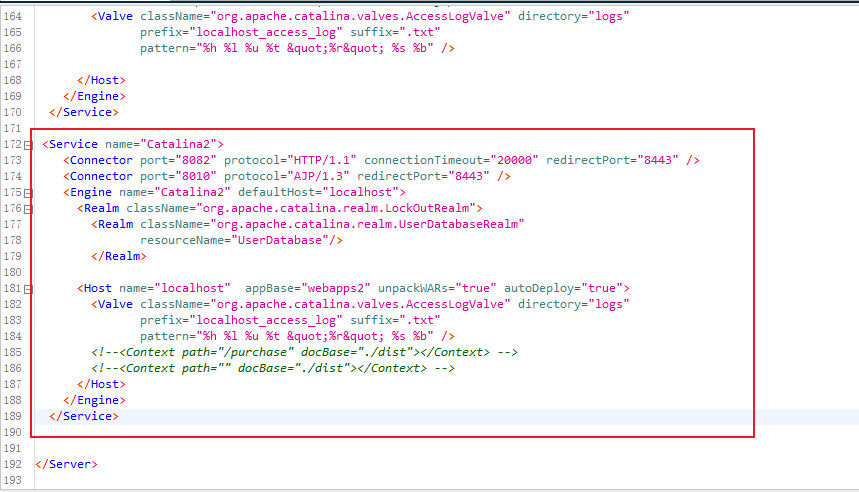 164 <Valve className="org.apache.catalina.valves.AccessLogValve" directory="logs"
165 prefix="localhost_access_log" suffix=".txt"
166 pattern="%h %l %u %t &quot;%r&quot; %s %b" />
167
168 </Host>
169 </Engine>
170 </Service>
171
172 <Service name="Catalina2">
173 <Connector port="8082" protocol="HTTP/1.1" connectionTimeout="20000" redirectPort="8443" />
174 <Connector port="8010" protocol="AJP/1.3" redirectPort="8443" />
175 <Engine name="Catalina2" defaultHost="localhost">
176 <Realm className="org.apache.catalina.realm.LockOutRealm">
177 <Realm className="org.apache.catalina.realm.UserDatabaseRealm"
178 resourceName="UserDatabase"/>
179 </Realm>
180
181 <Host name="localhost"  appBase="webapps2" unpackWARs="true" autoDeploy="true">
182 <Valve className="org.apache.catalina.valves.AccessLogValve" directory="logs"
183 prefix="localhost_access_log" suffix=".txt"
184 pattern="%h %l %u %t &quot;%r&quot; %s %b" />
185 <!--<Context path="/purchase" docBase="./dist"></Context> -->
186 <!--<Context path="" docBase="./dist"></Context> -->
187 </Host>
188 </Engine>
189 </Service>
190
191
192 </Server>
193